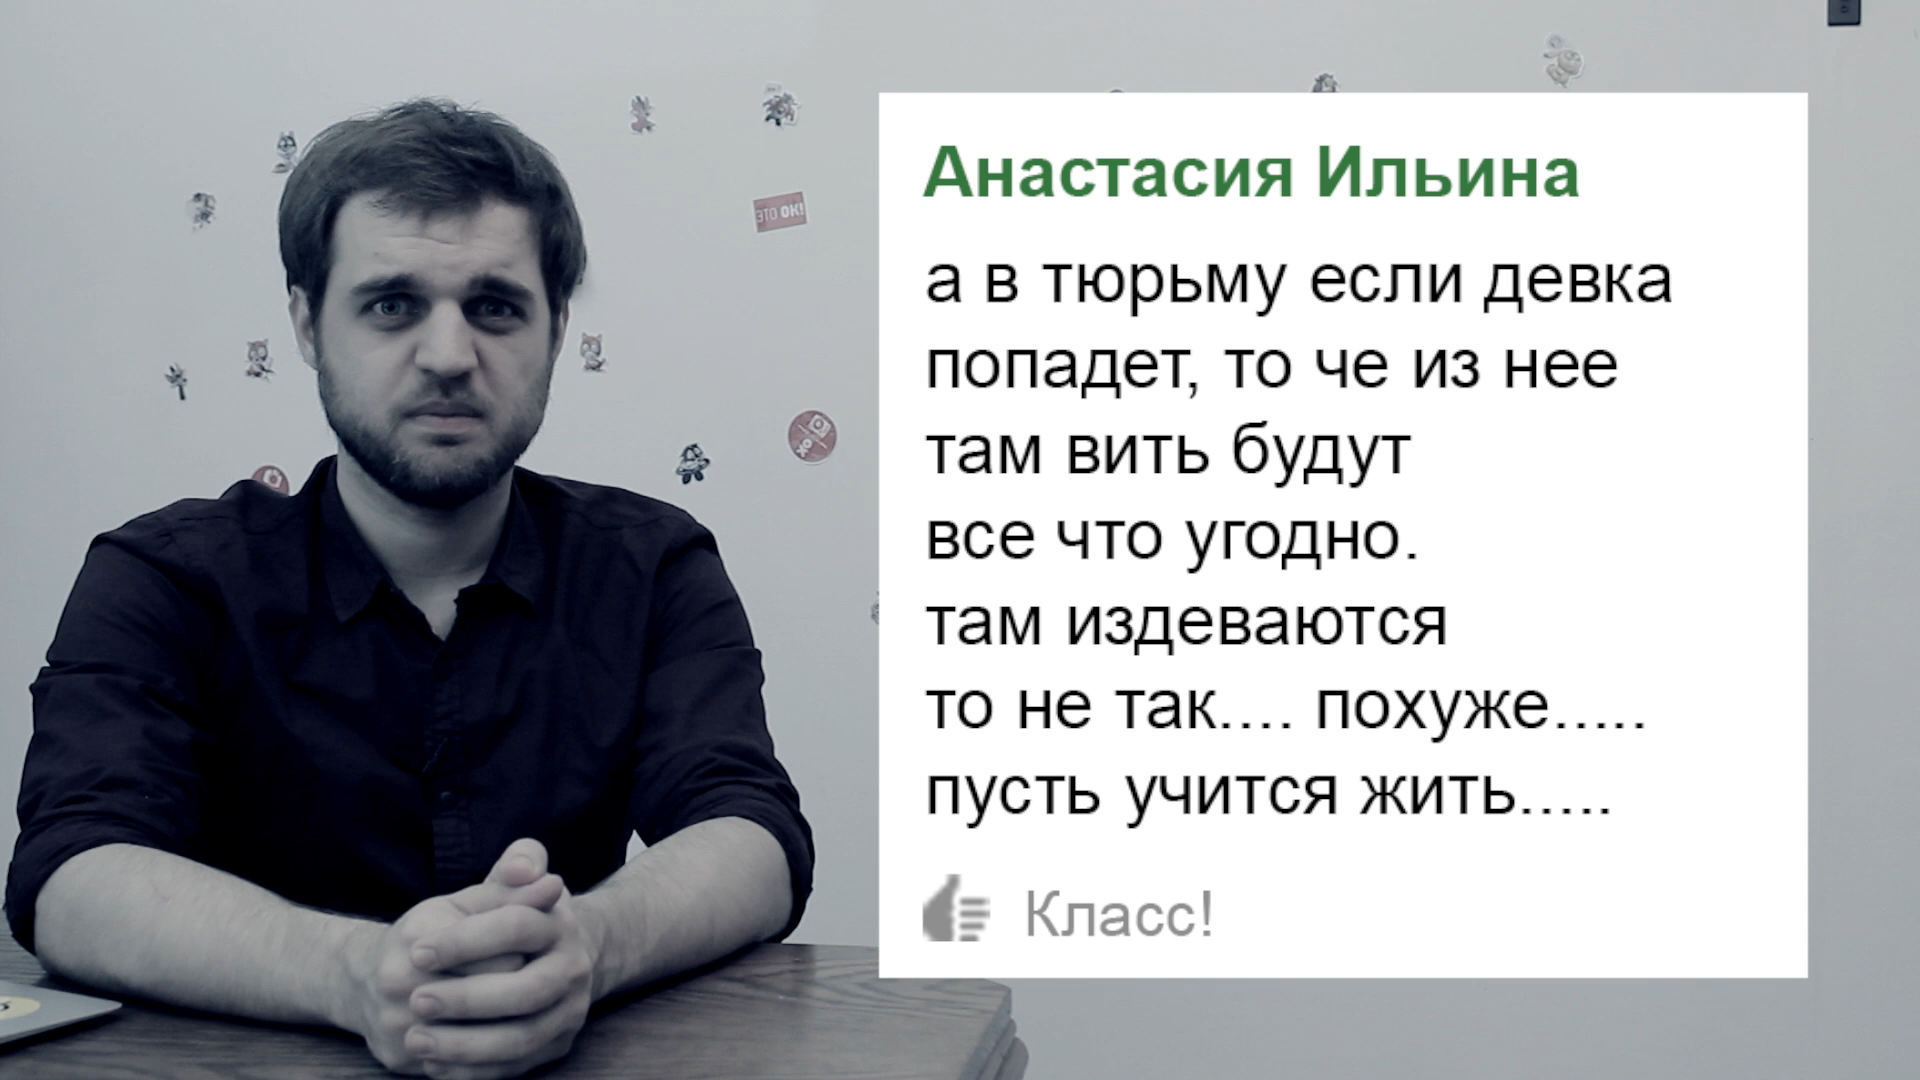 ЭТО ОК!
Анастасия Ильина
а в тюрьму если девка
попадет, то че из нее
там вить будут
все что угодно.
там издеваются
то не так.... похуже.....
пусть учится жить.....
Класс!